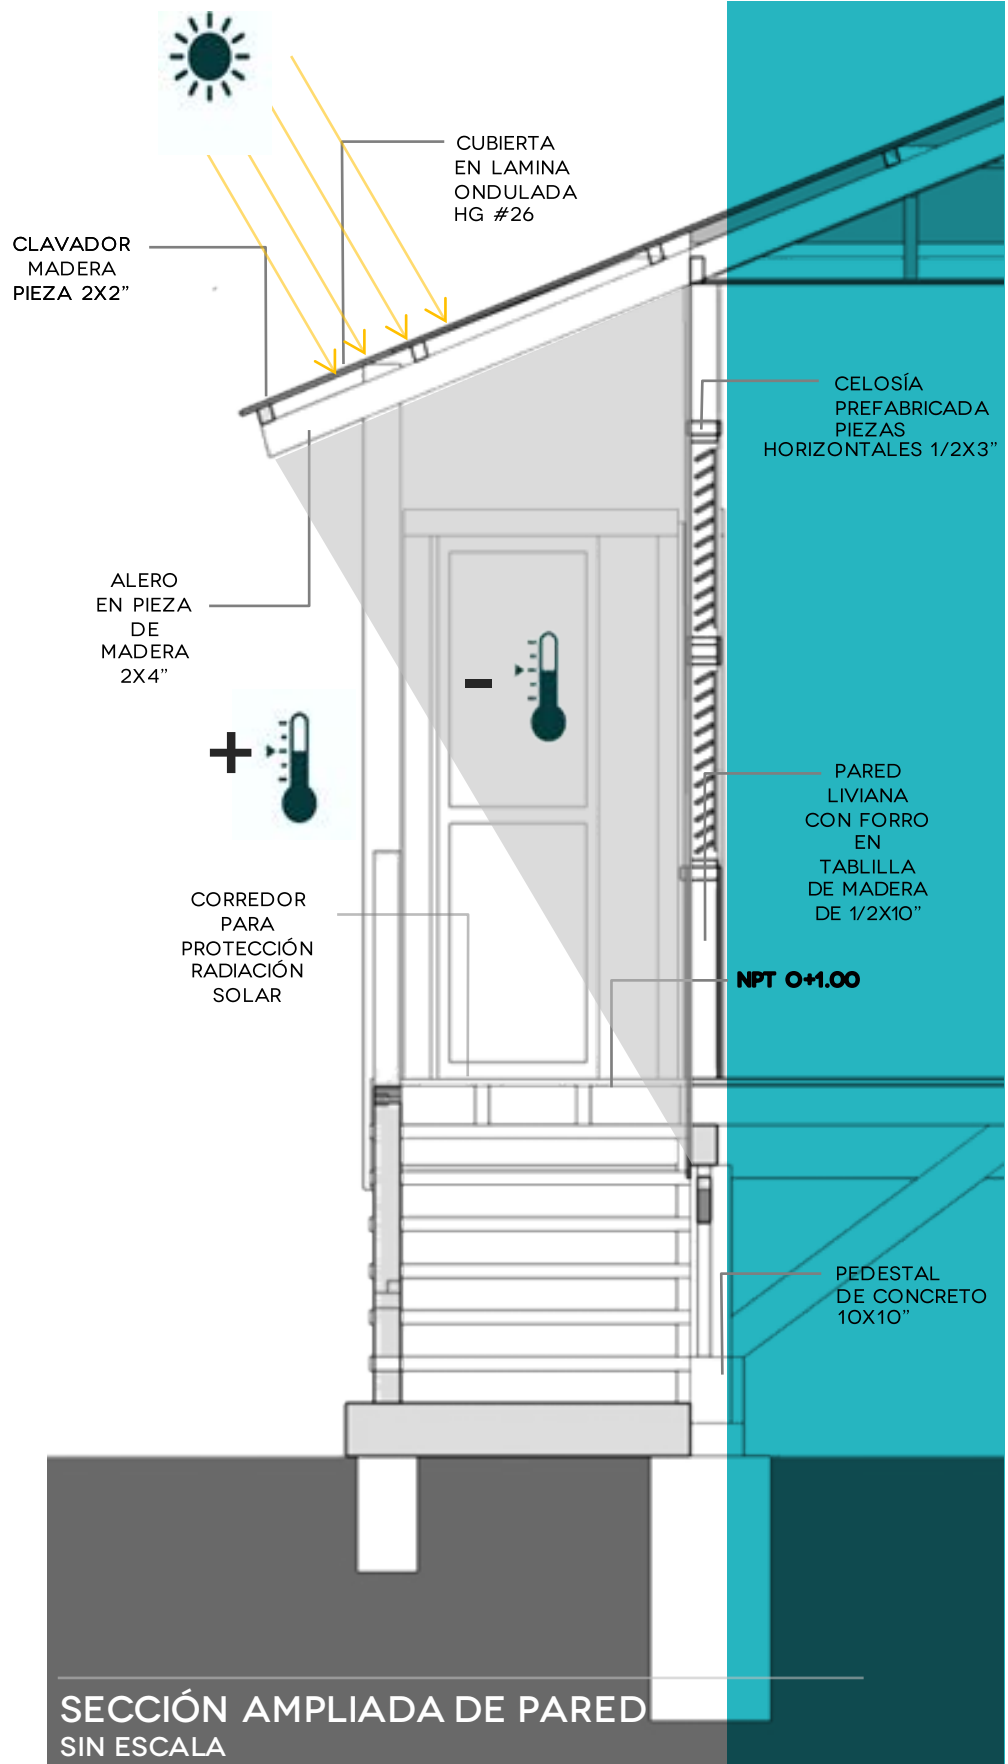 CUBIERTA
EN LAMINA
ONDULADA
HG #26
CLAVADOR
MADERA
PIEZA 2X2”
CELOSÍA
PREFABRICADA
PIEZAS
HORIZONTALES 1/2X3”
ALERO
EN PIEZA
DE
MADERA
2X4”
-
+
PARED
LIVIANA
CON FORRO
EN
TABLILLA
DE MADERA
DE 1/2X10”
CORREDOR
PARA
PROTECCIÓN
RADIACIÓN
SOLAR
NPT 0+1.00
PEDESTAL
DE CONCRETO
10X10”
SECCIÓN AMPLIADA DE PARED
SIN ESCALA